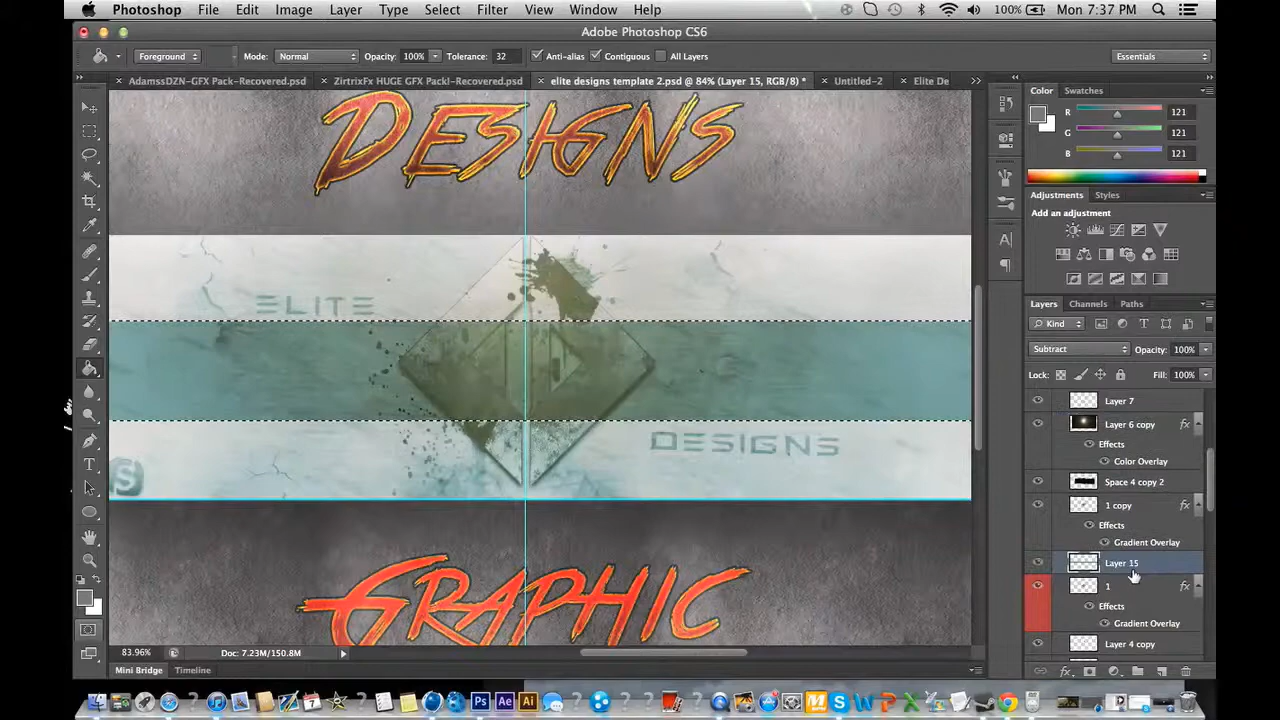 Photoshop File Edit Image Layer Type Select Filter View Window Help 100% Mon 7:37 PM
Adobe Photoshop CS6
Foreground Mode: Normal Opacity: 100% Tolerance: 32 Anti-alias Contiguous All Layers Essentials
AdamssDZN-GFX Pack-Recovered.psd ZirtrixFx HUGE GFX Pack!-Recovered.psd elite designs template 2.psd @ 84% (Layer 15, RGB/8) * Untitled-2 Elite De
Color Swatches
R 121
G 121
B 121
DESIGNS
Adjustments Styles
Add an adjustment
ELITE
DESIGNS
S
GRAPHIC
Layers Channels Paths
Kind
Subtract Opacity: 100%
Lock: Fill: 100%
Layer 7
Layer 6 copy fx
Effects
Color Overlay
Space 4 copy 2
1 copy fx
Effects
Gradient Overlay
Layer 15
1 fx
Effects
Gradient Overlay
Layer 4 copy
83.96% Doc: 7.23M/150.8M
Mini Bridge Timeline